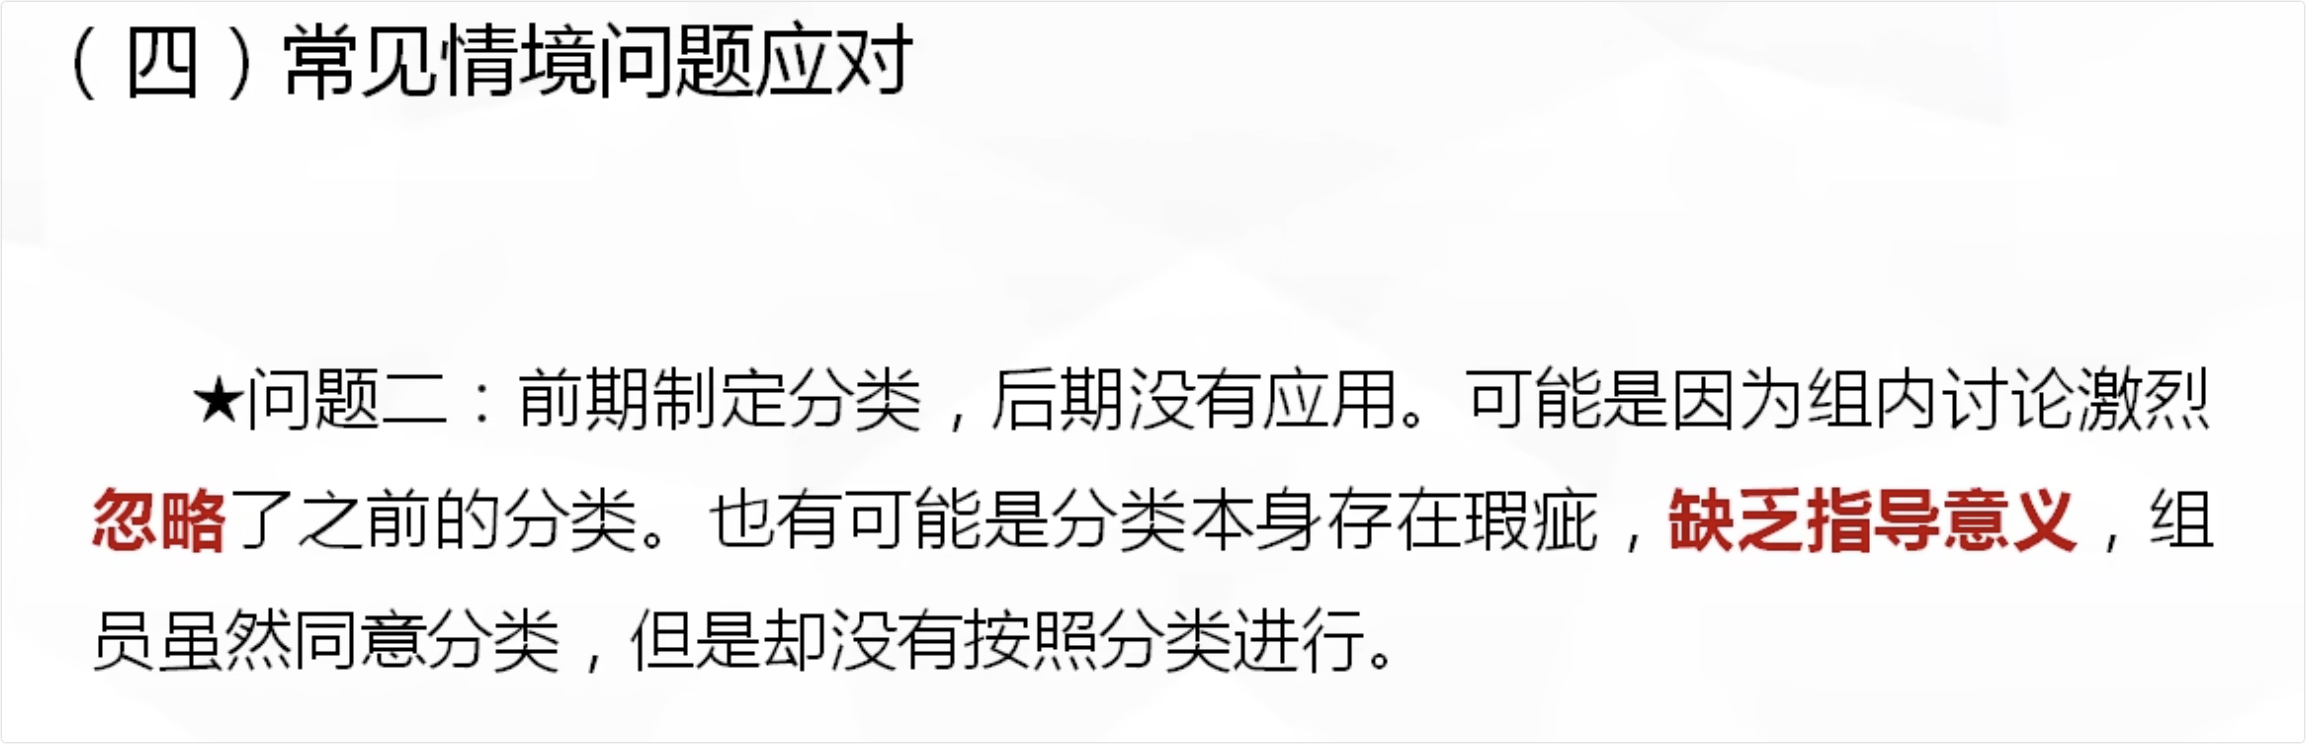 （四）常见情境问题应对
★问题二：前期制定分类，后期没有应用。可能是因为组内讨论激烈
忽略了之前的分类。也有可能是分类本身存在瑕疵，缺乏指导意义，组
员虽然同意分类，但是却没有按照分类进行。